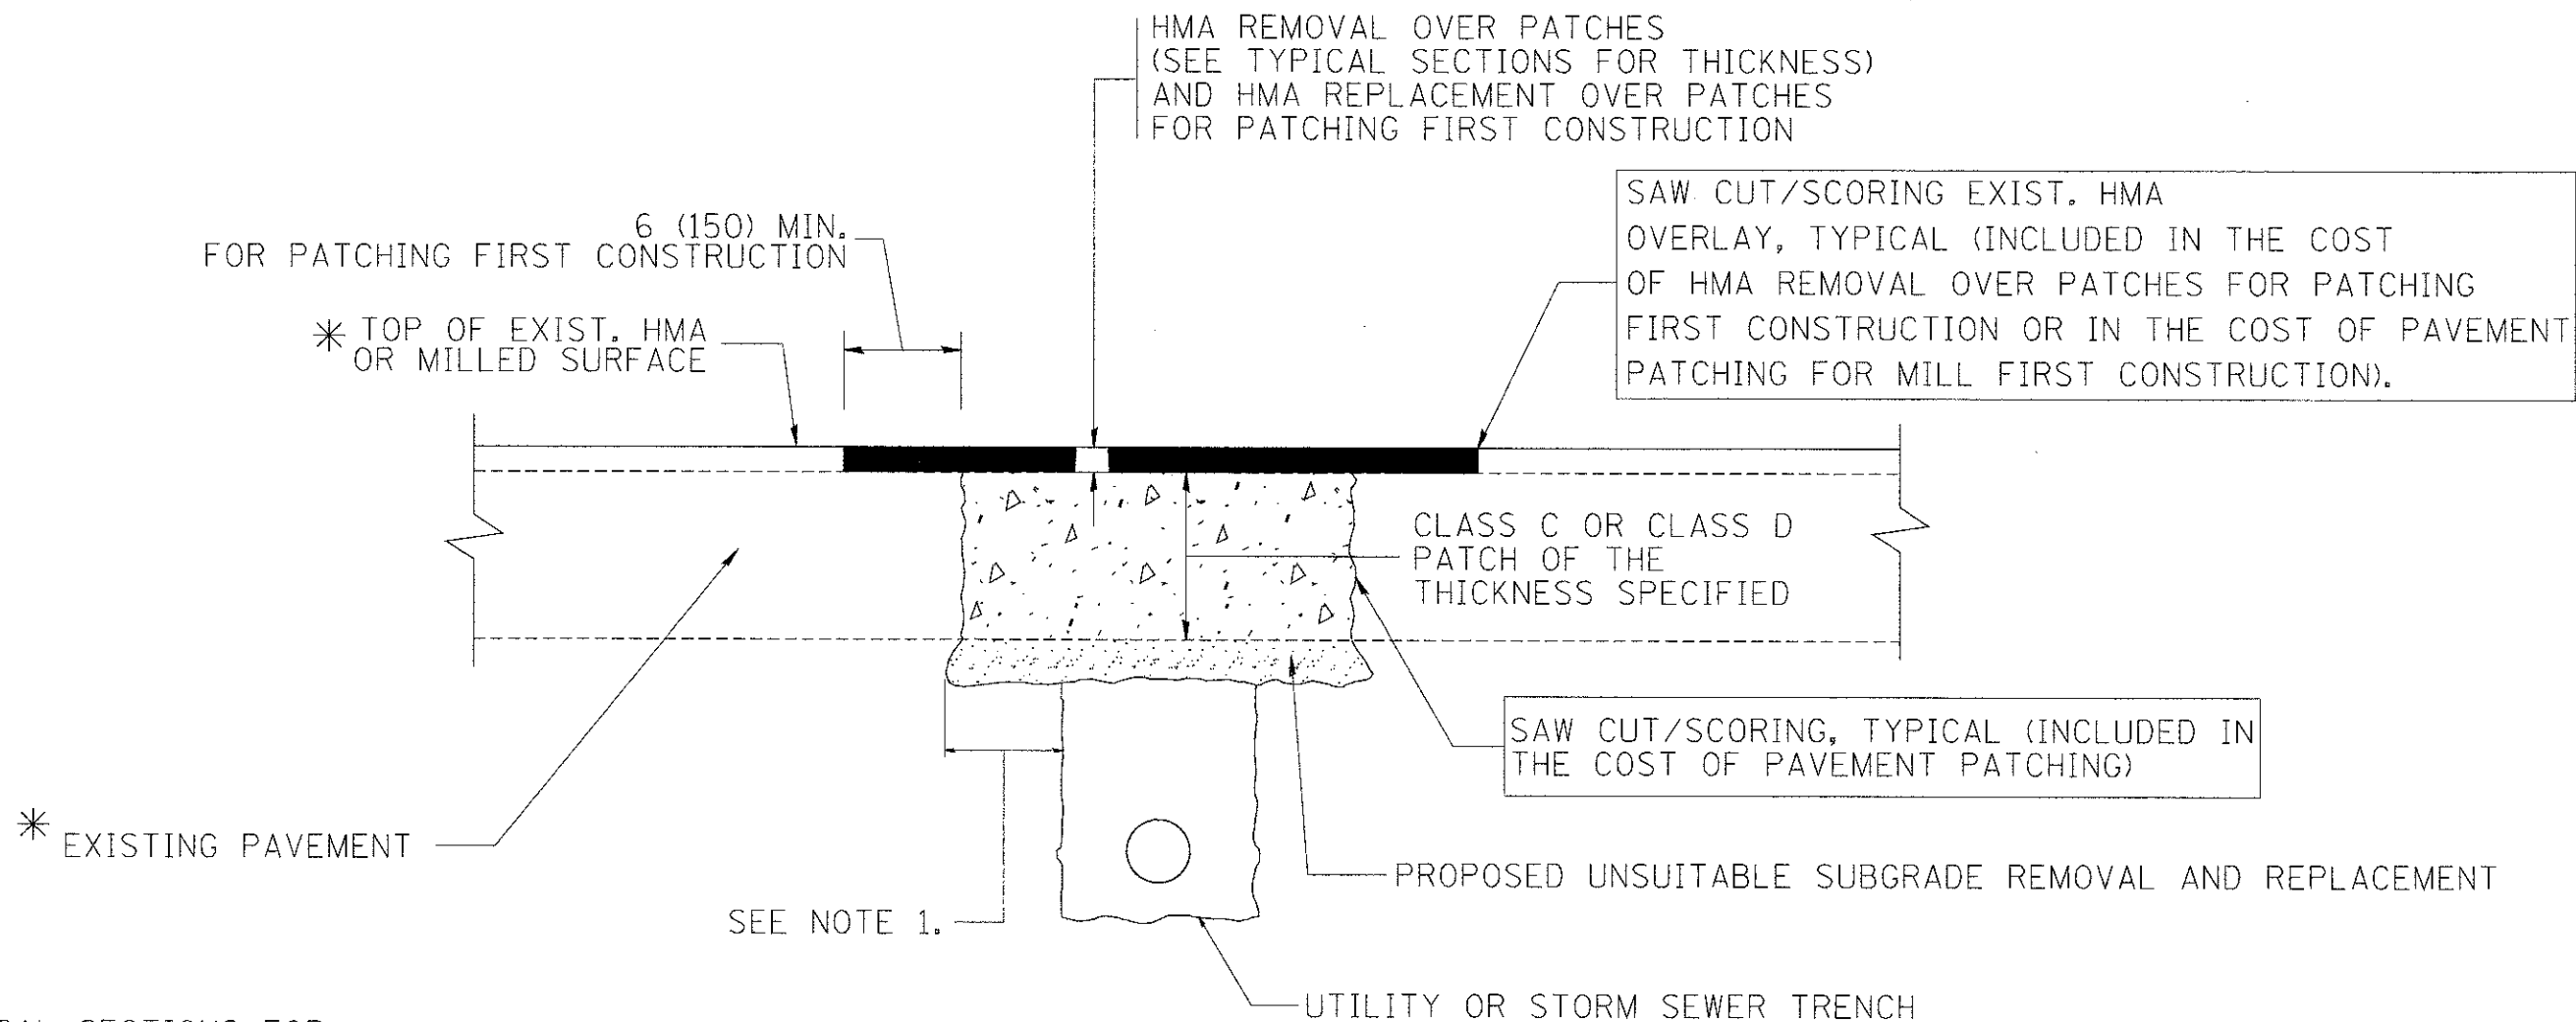 HMA REMOVAL OVER PATCHES
(SEE TYPICAL SECTIONS FOR THICKNESS)
AND HMA REPLACEMENT OVER PATCHES
FOR PATCHING FIRST CONSTRUCTION
SAW CUT/SCORING EXIST. HMA
OVERLAY, TYPICAL (INCLUDED IN THE COST
OF HMA REMOVAL OVER PATCHES FOR PATCHING
FIRST CONSTRUCTION OR IN THE COST OF PAVEMENT
PATCHING FOR MILL FIRST CONSTRUCTION).
6 (150) MIN.
FOR PATCHING FIRST CONSTRUCTION
* TOP OF EXIST. HMA
OR MILLED SURFACE
CLASS C OR CLASS D
PATCH OF THE
THICKNESS SPECIFIED
SAW CUT/SCORING, TYPICAL (INCLUDED IN
THE COST OF PAVEMENT PATCHING)
* EXISTING PAVEMENT
PROPOSED UNSUITABLE SUBGRADE REMOVAL AND REPLACEMENT
SEE NOTE 1.
UTILITY OR STORM SEWER TRENCH